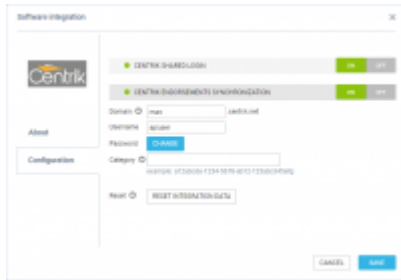 Software integration
Centrik
CENTRIK SHARED LOGIN ON OFF
CENTRIK ENDORSEMENTS SYNCHRONIZATION ON OFF
Domain .centrik.net
Username
Password CHANGE
About
Configuration
Category
example:
Reset RESET INTEGRATION DATA
CANCEL SAVE